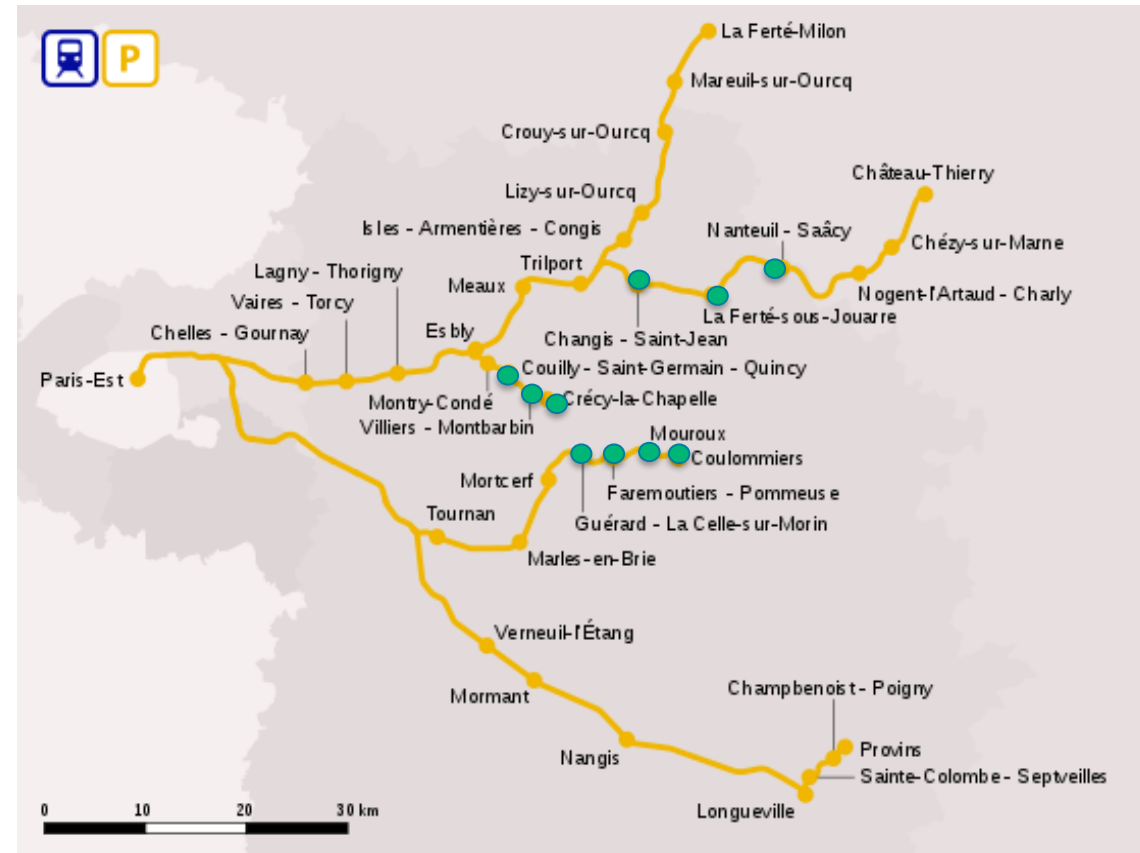 P
La Ferté-Milon
Mareuil-sur-Ourcq
Crouy-sur-Ourcq
Château-Thierry
Lizy-sur-Ourcq
Isles - Armentières - Congis
Nanteuil - Saâcy
Chézy-sur-Marne
Trilport
Lagny - Thorigny
Meaux
Nogent-l'Artaud - Charly
Vaires - Torcy
La Ferté-sous-Jouarre
Chelles - Gournay
Esbly
Changis - Saint-Jean
Couilly - Saint-Germain - Quincy
Paris-Est
Montry-Condé
Crécy-la-Chapelle
Villiers - Montbarbin
Mouroux
Coulommiers
Mortcerf
Faremoutiers - Pommeuse
Tournan
Guérard - La Celle-sur-Morin
Marles-en-Brie
Verneuil-l'Étang
Champbenoist - Poigny
Mormant
Provins
Nangis
Sainte-Colombe - Septveilles
Longueville
0 10 20 30 km